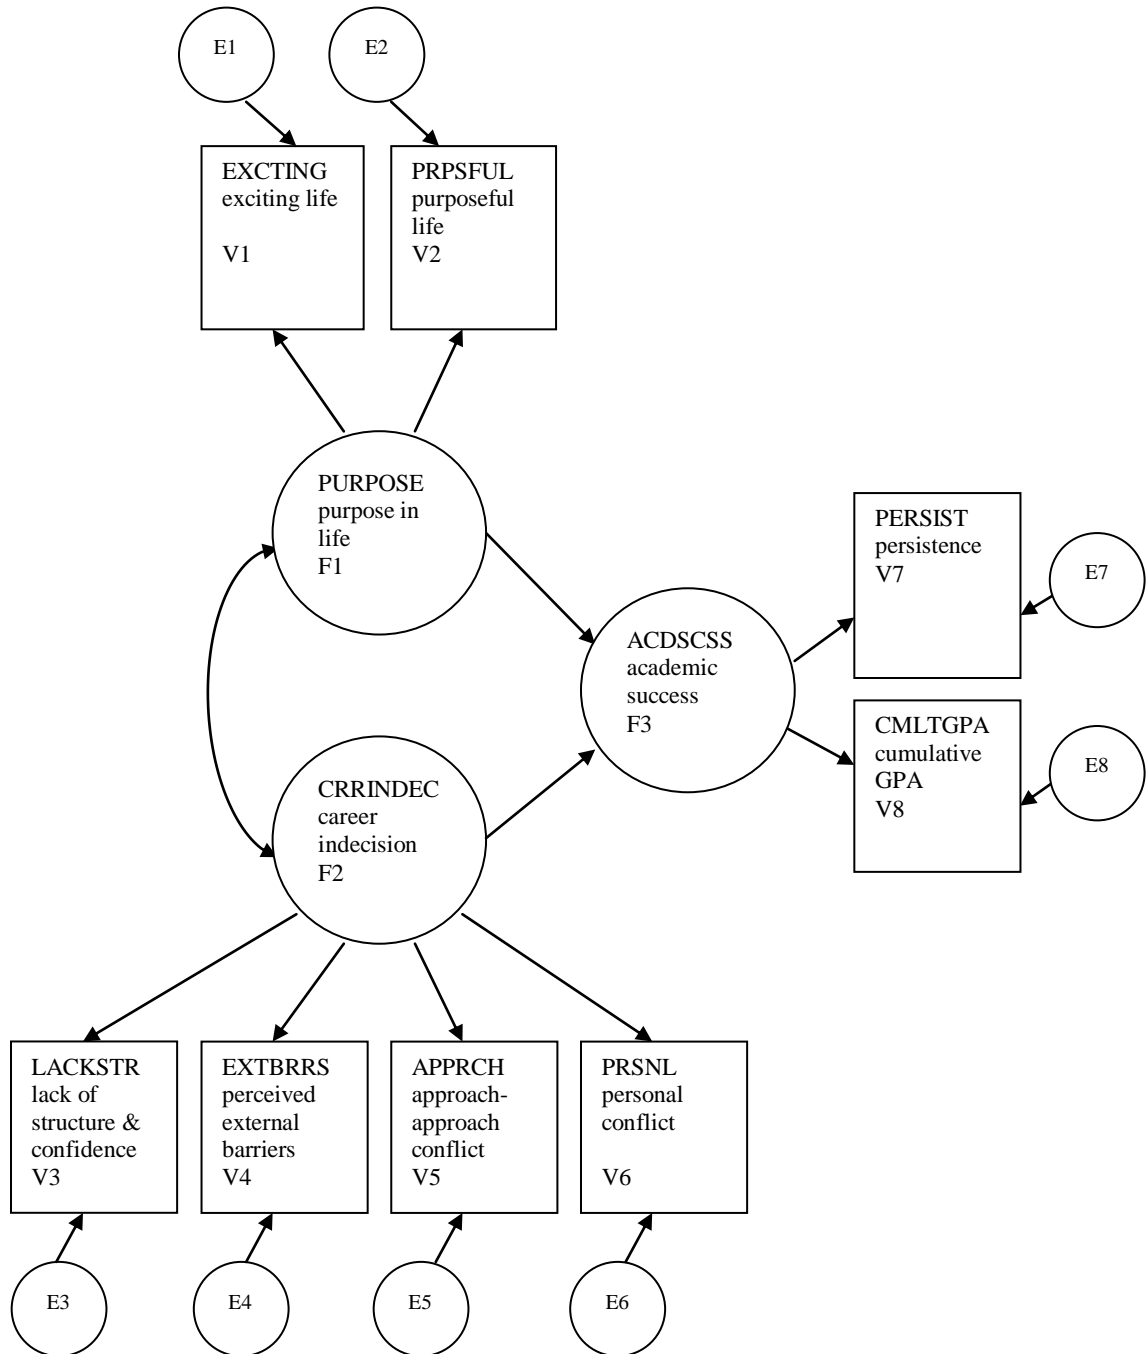 E1
E2
EXCTING
exciting life
V1
PRPSFUL
purposeful
life
V2
PURPOSE
purpose in
life
F1
PERSIST
persistence
V7
E7
ACDSCSS
academic
success
F3
CMLTGPA
cumulative
GPA
V8
E8
CRRINDEC
career
indecision
F2
LACKSTR
lack of
structure &
confidence
V3
EXTBRRS
perceived
external
barriers
V4
APPRCH
approach-
approach
conflict
V5
PRSNL
personal
conflict
V6
E3
E4
E5
E6